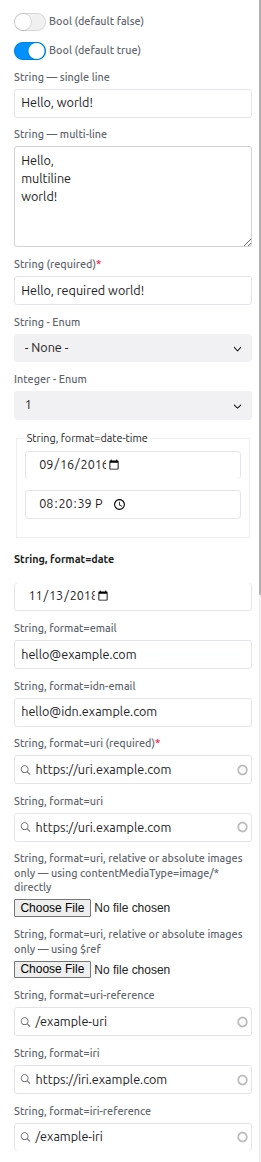 Bool (default false)
Bool (default true)
String — single line
Hello, world!
String — multi-line
Hello,
multiline
world!
String (required)*
Hello, required world!
String - Enum
- None -
Integer - Enum
1
String, format=date-time
09/16/2016
08:20:39 P
String, format=date
11/13/2018
String, format=email
hello@example.com
String, format=idn-email
hello@idn.example.com
String, format=uri (required)*
https://uri.example.com
String, format=uri
https://uri.example.com
String, format=uri, relative or absolute images
only — using contentMediaType=image/*
directly
Choose File No file chosen
String, format=uri, relative or absolute images
only — using $ref
Choose File No file chosen
String, format=uri-reference
/example-uri
String, format=iri
https://iri.example.com
String, format=iri-reference
/example-iri